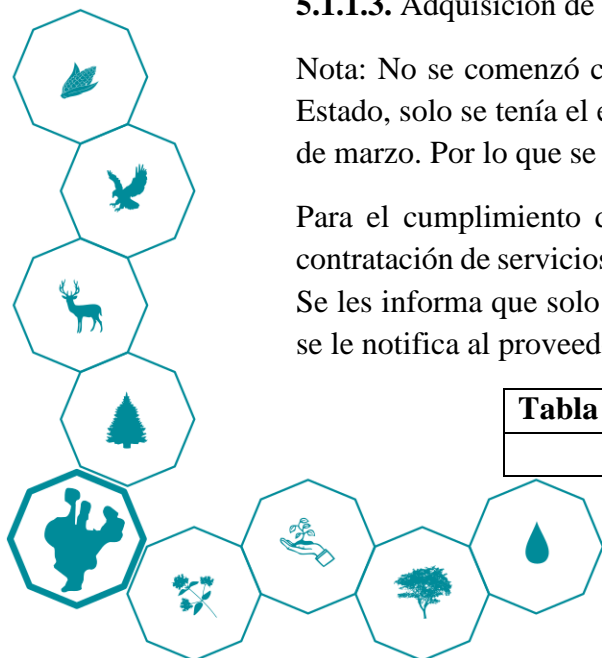 5.1.1.3. Adquisición de
Nota: No se comenzó c
Estado, solo se tenía el e
de marzo. Por lo que se
Para el cumplimiento d
contratación de servicios
Se les informa que solo
se le notifica al proveed
Tabla